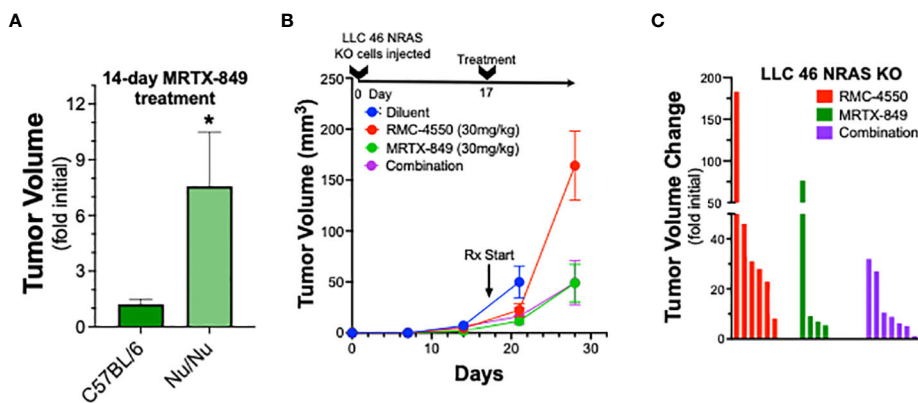 A
14-day MRTX-849
treatment
Tumor Volume
(fold initial)
12
9
6
3
0
*
C57BL/6
Nu/Nu
B
LLC 46 NRAS
KO cells injected
Treatment
0 Day
17
Tumor Volume (mm³)
250
200
150
100
50
0
Diluent
RMC-4550 (30mg/kg)
MRTX-849 (30mg/kg)
Combination
Rx Start
0
10
20
30
Days
C
LLC 46 NRAS KO
RMC-4550
MRTX-849
Combination
Tumor Volume Change
(fold initial)
200
175
150
125
100
75
50
40
20
0